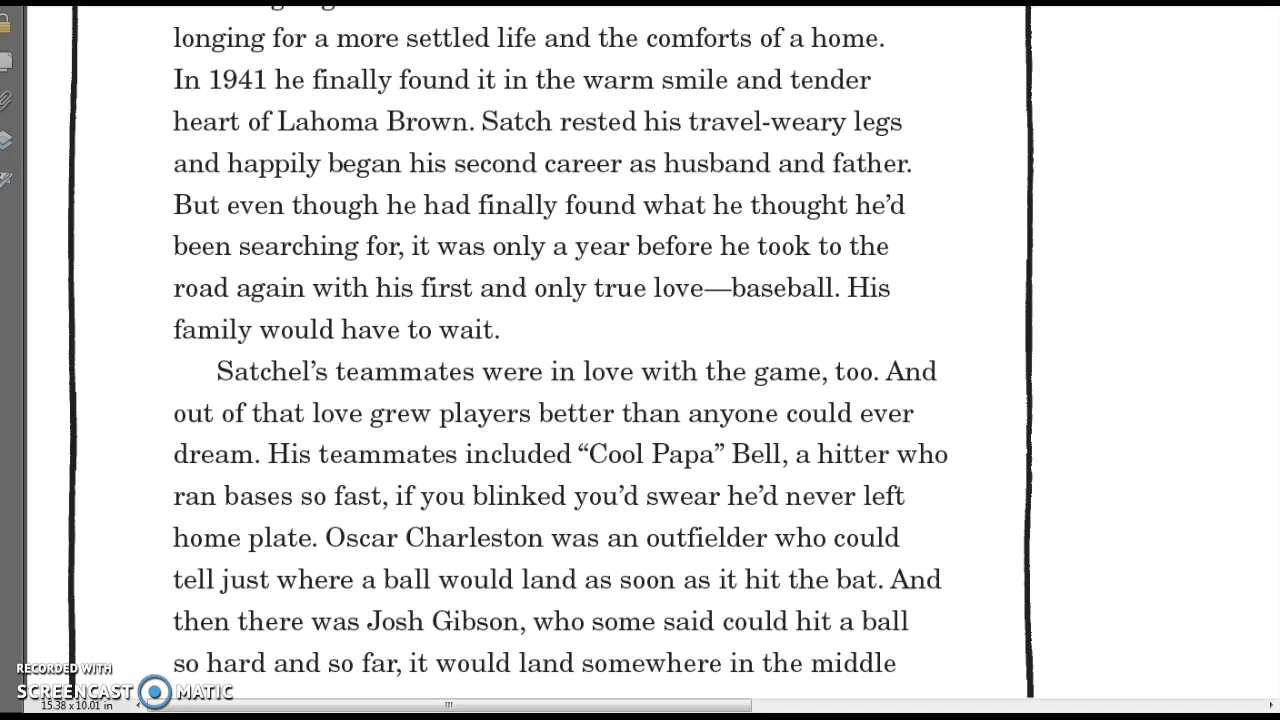 longing for a more settled life and the comforts of a home.
In 1941 he finally found it in the warm smile and tender
heart of Lahoma Brown. Satch rested his travel-weary legs
and happily began his second career as husband and father.
But even though he had finally found what he thought he’d
been searching for, it was only a year before he took to the
road again with his first and only true love—baseball. His
family would have to wait.
Satchel’s teammates were in love with the game, too. And
out of that love grew players better than anyone could ever
dream. His teammates included “Cool Papa” Bell, a hitter who
ran bases so fast, if you blinked you’d swear he’d never left
home plate. Oscar Charleston was an outfielder who could
tell just where a ball would land as soon as it hit the bat. And
then there was Josh Gibson, who some said could hit a ball
so hard and so far, it would land somewhere in the middle
RECORDED WITH
SCREENCAST MATIC
15.38 x 10.01 in